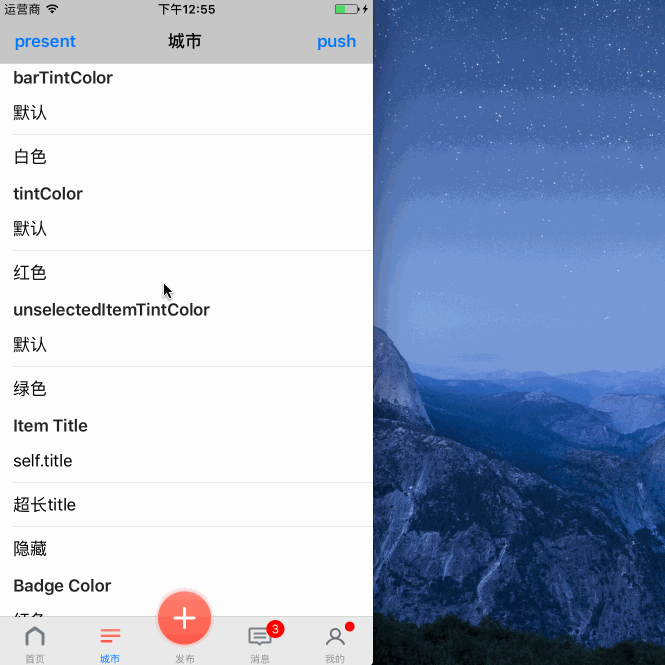 运营商 下午12:55
present 城市 push
barTintColor
默认
白色
tintColor
默认
红色
unselectedItemTintColor
默认
绿色
Item Title
self.title
超长title
隐藏
Badge Color
3
首页 城市 发布 消息 我的